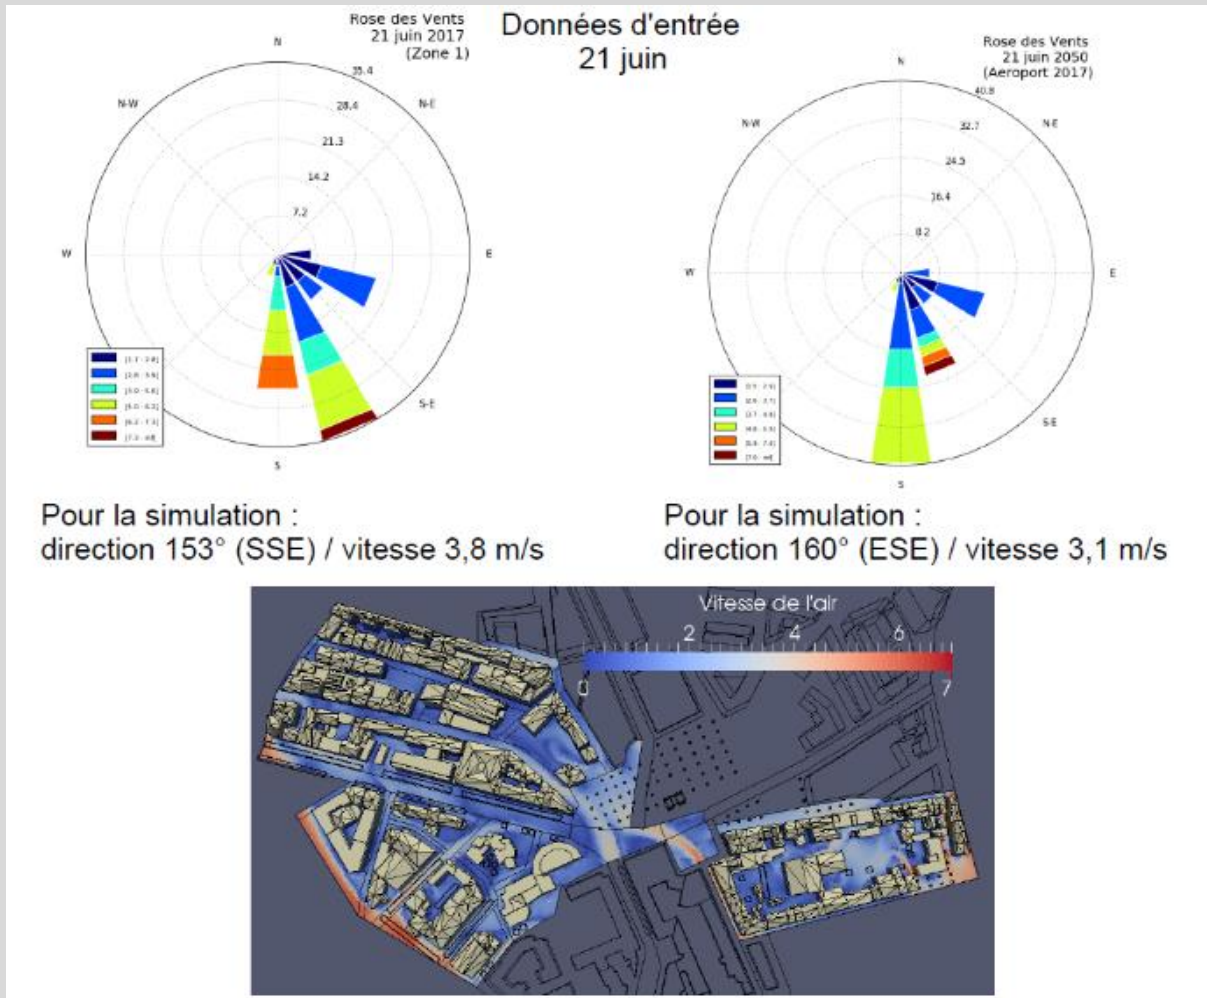 Données d'entrée
21 juin
Rose des Vents
21 juin 2017
(Zone 1)
N
35.4
N-W
28.4
N-E
21.3
14.2
7.2
W
E
S-E
S
Rose des Vents
21 juin 2050
(Aeroport 2017)
N
40.8
N-W
32.7
N-E
24.5
16.4
8.2
W
E
S-E
S
Pour la simulation :
direction 153° (SSE) / vitesse 3,8 m/s
Pour la simulation :
direction 160° (ESE) / vitesse 3,1 m/s
Vitesse de l'air
2 4 6
0 7